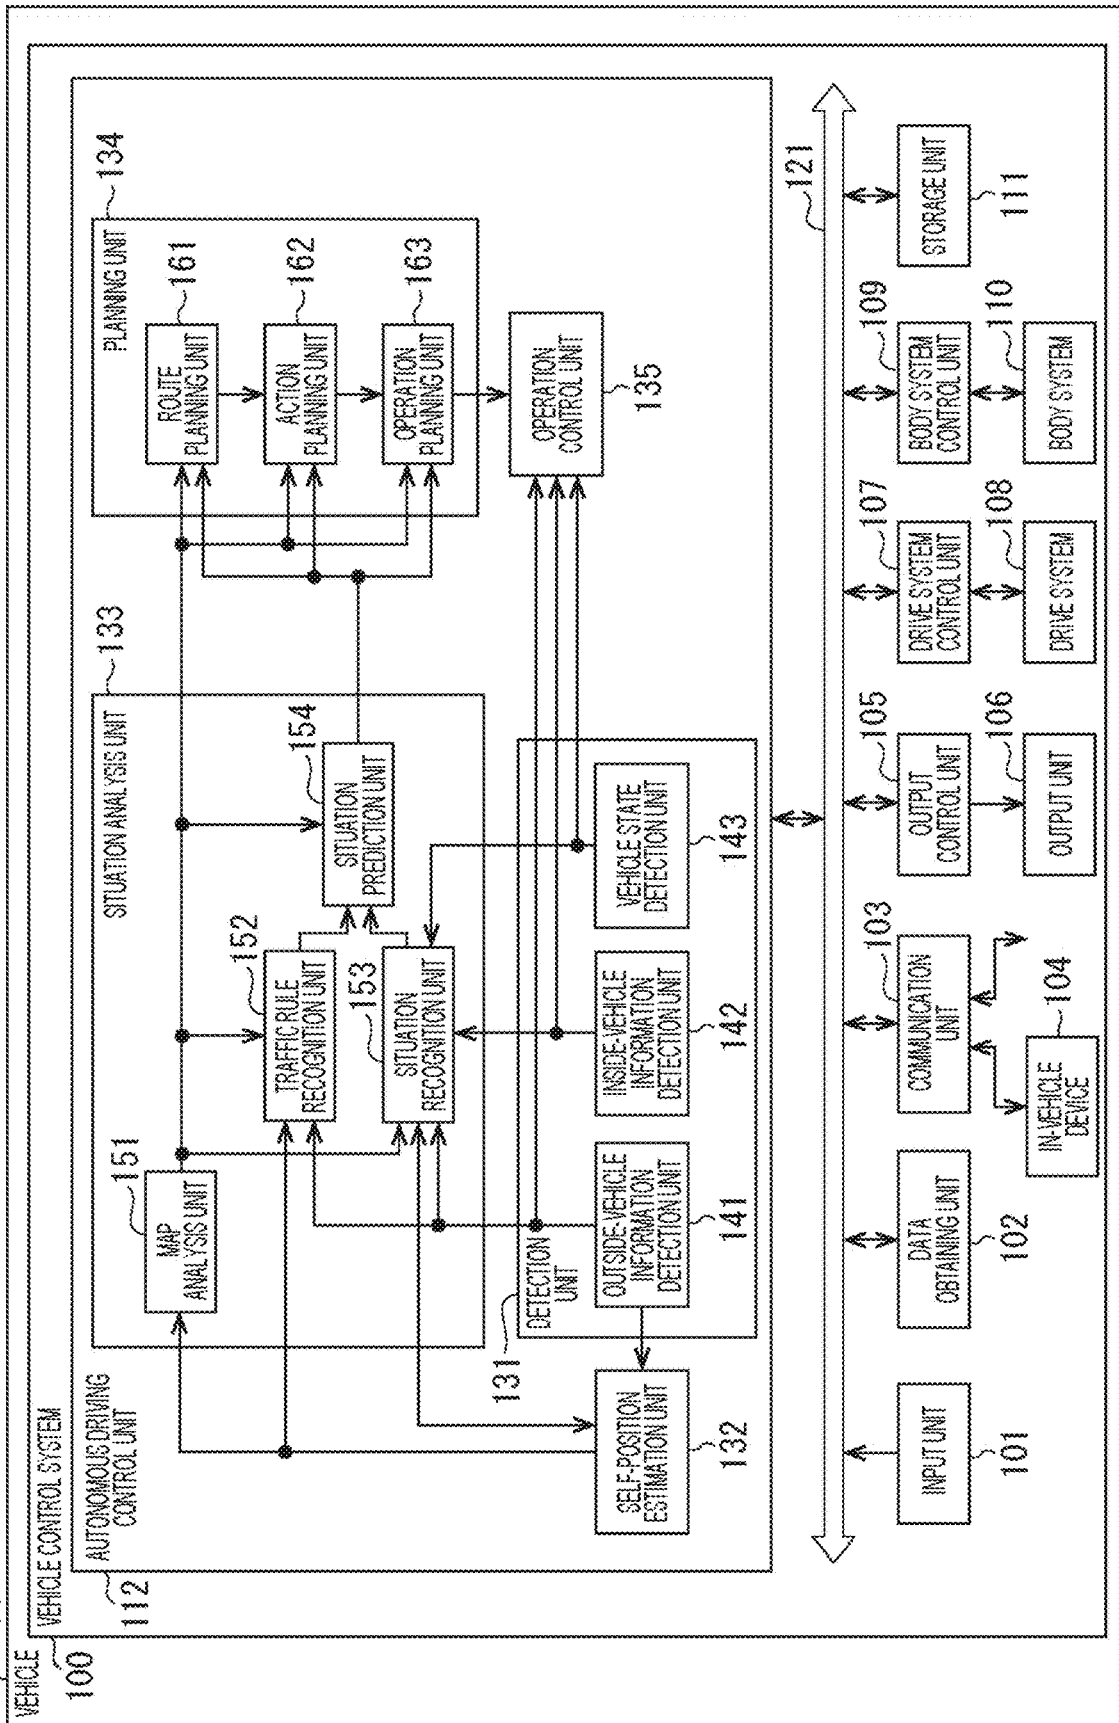 VEHICLE
100
VEHICLE CONTROL SYSTEM
112
AUTONOMOUS DRIVING
CONTROL UNIT
SITUATION ANALYSIS UNIT
133
MAP
ANALYSIS UNIT
151
TRAFFIC RULE
RECOGNITION UNIT
152
SITUATION
RECOGNITION UNIT
153
SITUATION
PREDICTION UNIT
154
PLANNING UNIT
134
ROUTE
PLANNING UNIT
161
ACTION
PLANNING UNIT
162
OPERATION
PLANNING UNIT
163
OPERATION
CONTROL UNIT
135
131
DETECTION
UNIT
SELF-POSITION
ESTIMATION UNIT
132
OUTSIDE-VEHICLE
INFORMATION
DETECTION UNIT
141
INSIDE-VEHICLE
INFORMATION
DETECTION UNIT
142
VEHICLE STATE
DETECTION UNIT
143
121
INPUT UNIT
101
DATA
OBTAINING UNIT
102
COMMUNICATION
UNIT
103
IN-VEHICLE
DEVICE
104
OUTPUT
CONTROL UNIT
105
OUTPUT UNIT
106
DRIVE SYSTEM
CONTROL UNIT
107
DRIVE SYSTEM
108
BODY SYSTEM
CONTROL UNIT
109
BODY SYSTEM
110
STORAGE UNIT
111